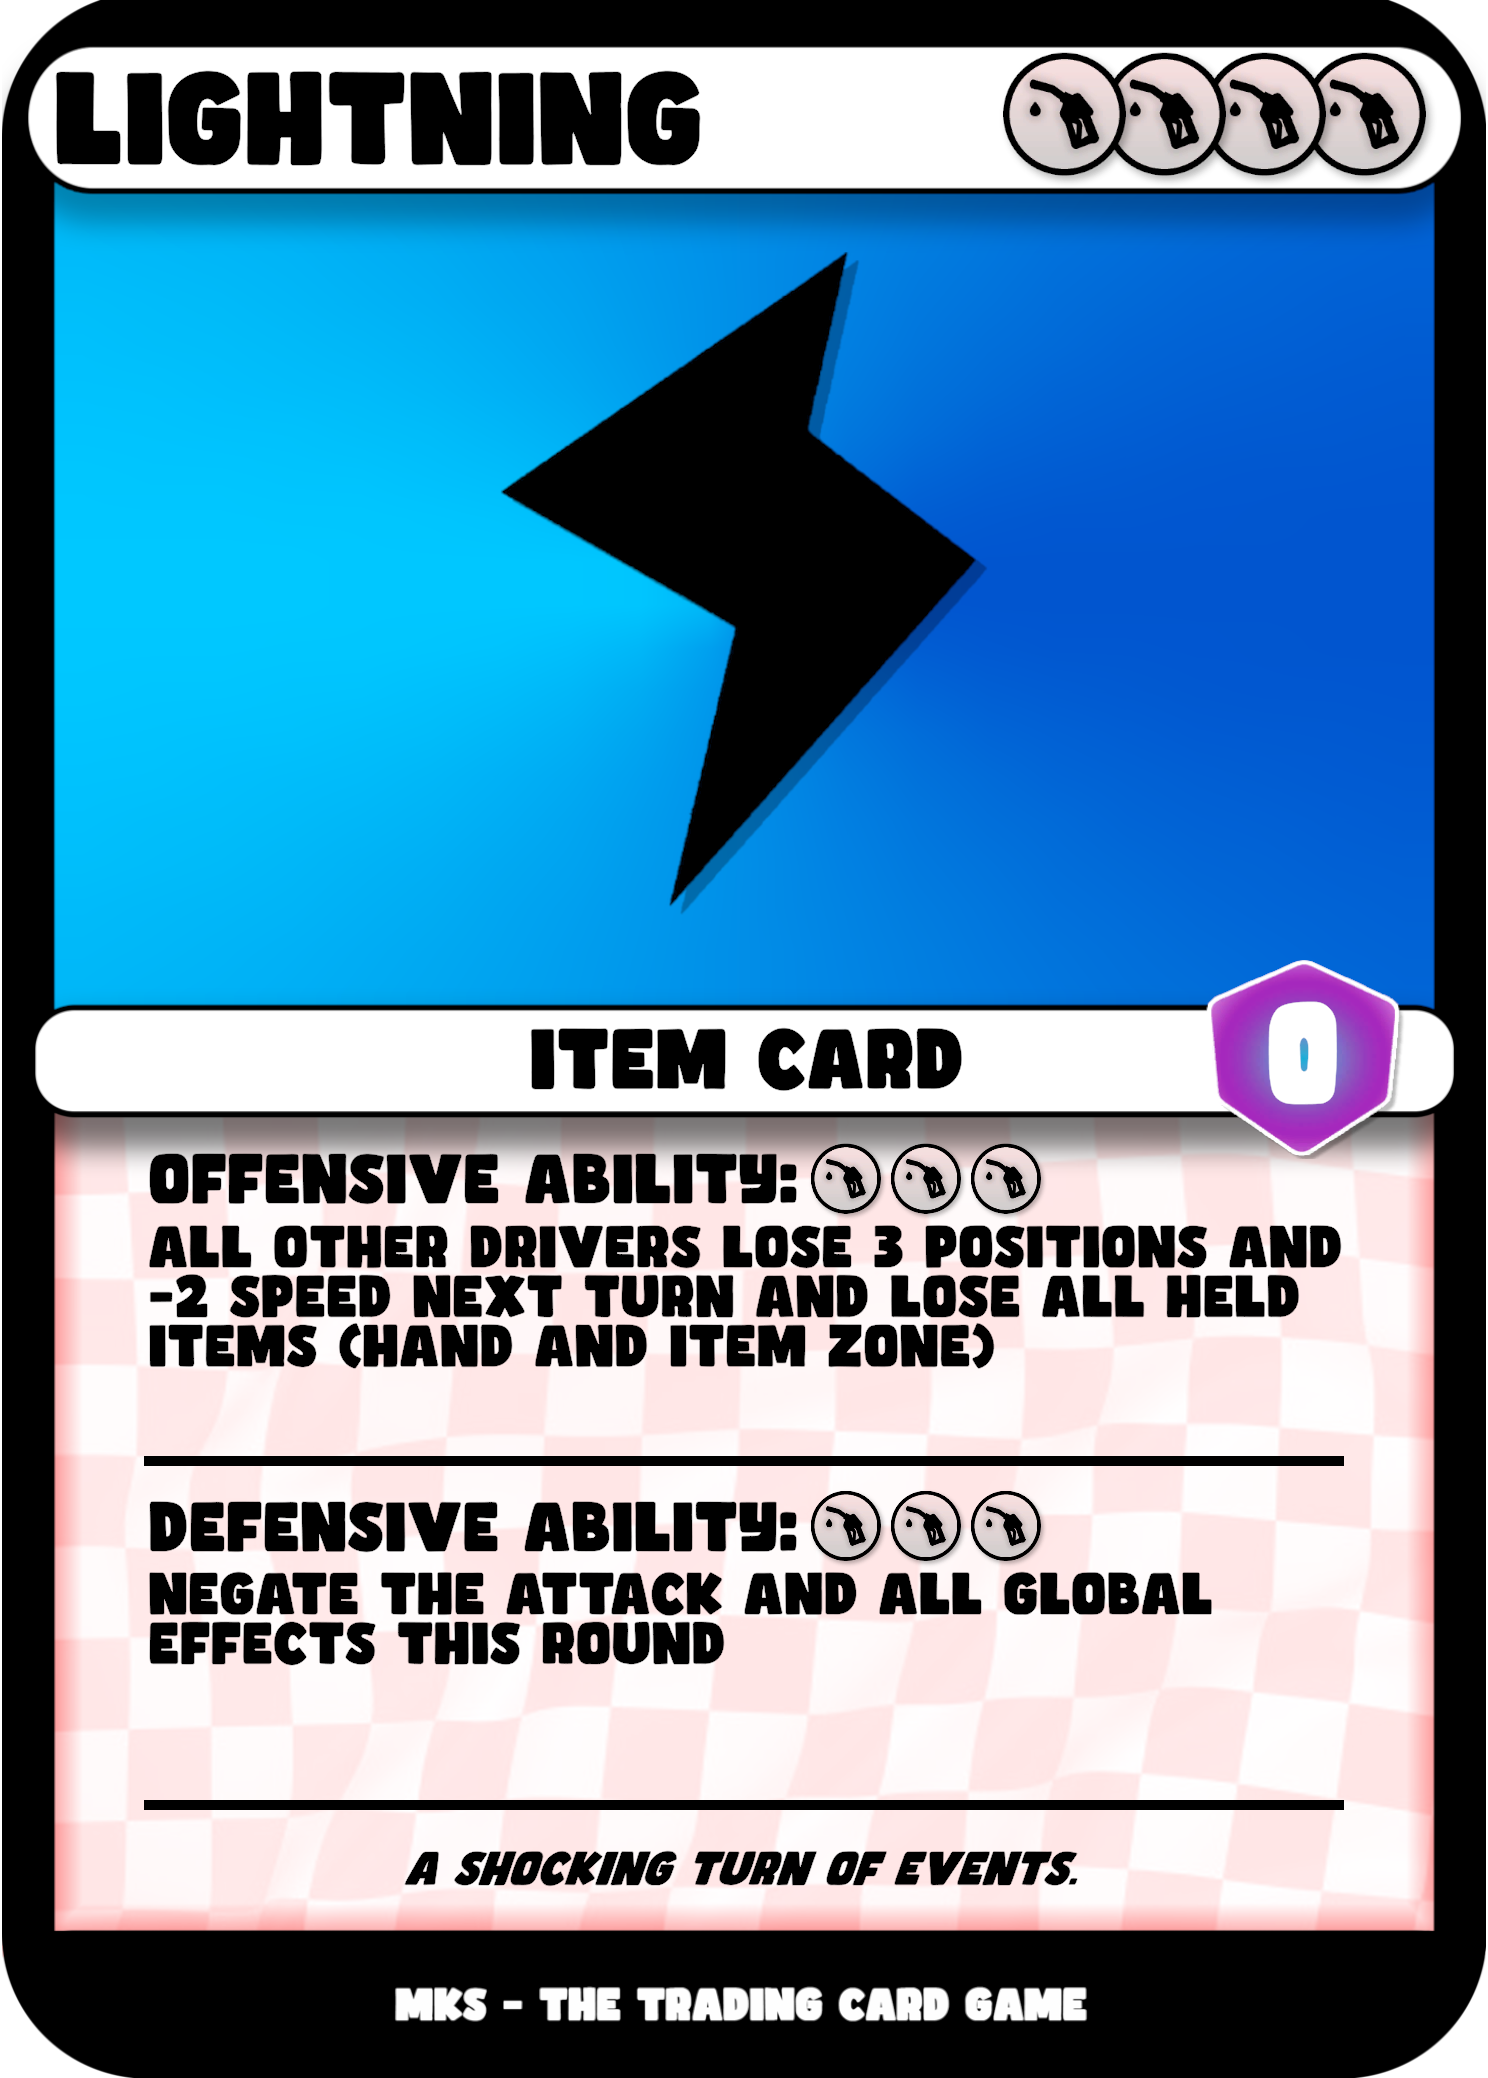 LIGHTNING
ITEM CARD
0
OFFENSIVE ABILITY:
ALL OTHER DRIVERS LOSE 3 POSITIONS AND
-2 SPEED NEXT TURN AND LOSE ALL HELD
ITEMS (HAND AND ITEM ZONE)
DEFENSIVE ABILITY:
NEGATE THE ATTACK AND ALL GLOBAL
EFFECTS THIS ROUND
A SHOCKING TURN OF EVENTS.
MKS - THE TRADING CARD GAME